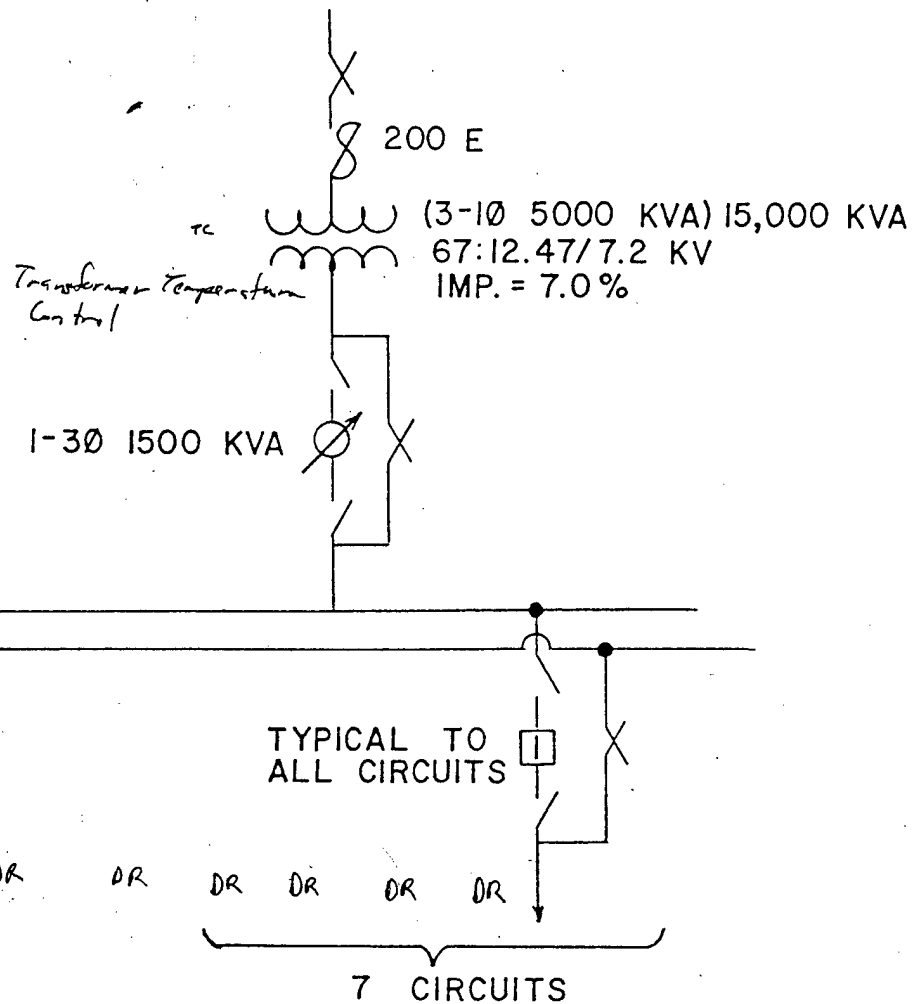 200 E
(3-1Ø 5000 KVA) 15,000 KVA
67:12.47/7.2 KV
IMP. = 7.0%
TC
Transformer Temperature
Control
1-3Ø 1500 KVA
TYPICAL TO
ALL CIRCUITS
DR DR DR DR DR DR
7 CIRCUITS